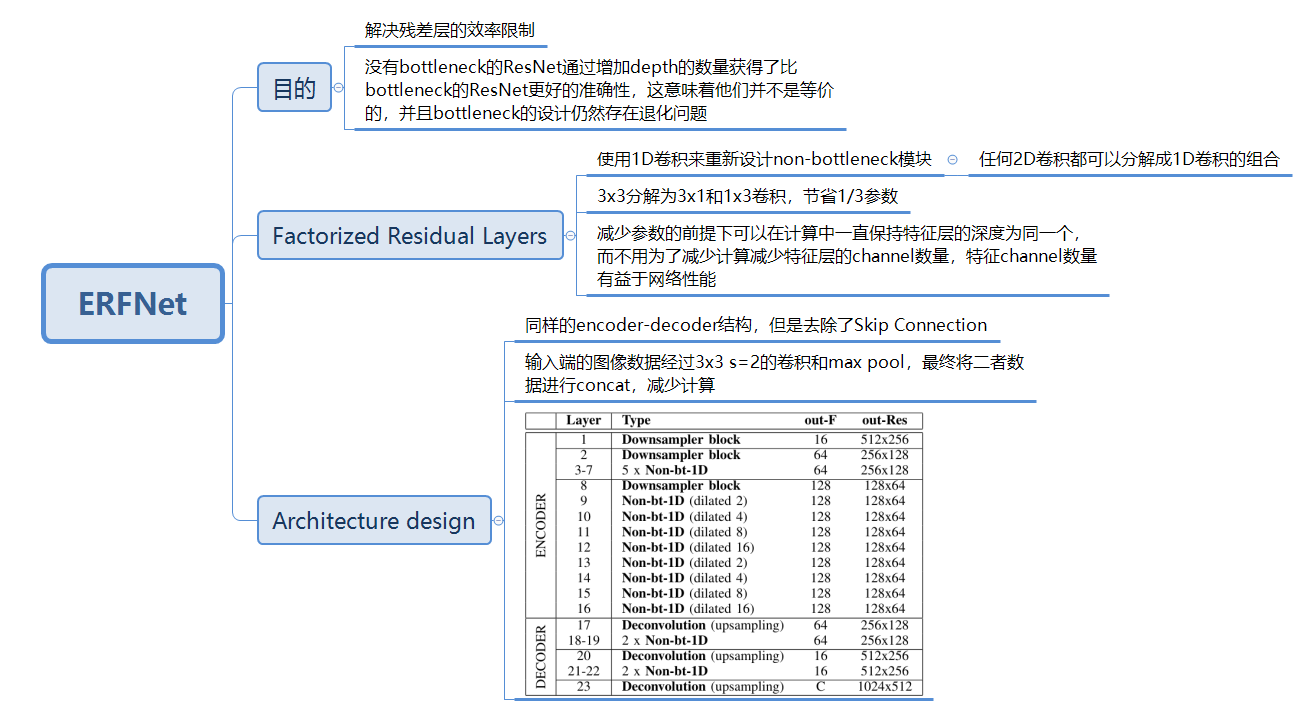 ERFNet
目的
解决残差层的效率限制
没有bottleneck的ResNet通过增加depth的数量获得了比
bottleneck的ResNet更好的准确性，这意味着他们并不是等价
的，并且bottleneck的设计仍然存在退化问题
Factorized Residual Layers
使用1D卷积来重新设计non-bottleneck模块
任何2D卷积都可以分解成1D卷积的组合
3x3分解为3x1和1x3卷积，节省1/3参数
减少参数的前提下可以在计算中一直保持特征层的深度为同一个，
而不用为了减少计算减少特征层的channel数量，特征channel数量
有益于网络性能
Architecture design
同样的encoder-decoder结构，但是去除了Skip Connection
输入端的图像数据经过3x3 s=2的卷积和max pool，最终将二者数
据进行concat，减少计算
Layer Type out-F out-Res
ENCODER
1 Downsampler block 16 512x256
2 Downsampler block 64 256x128
3-7 5 x Non-bt-1D 64 256x128
8 Downsampler block 128 128x64
9 Non-bt-1D (dilated 2) 128 128x64
10 Non-bt-1D (dilated 4) 128 128x64
11 Non-bt-1D (dilated 8) 128 128x64
12 Non-bt-1D (dilated 16) 128 128x64
13 Non-bt-1D (dilated 2) 128 128x64
14 Non-bt-1D (dilated 4) 128 128x64
15 Non-bt-1D (dilated 8) 128 128x64
16 Non-bt-1D (dilated 16) 128 128x64
DECODER
17 Deconvolution (upsampling) 64 256x128
18-19 2 x Non-bt-1D 64 256x128
20 Deconvolution (upsampling) 16 512x256
21-22 2 x Non-bt-1D 16 512x256
23 Deconvolution (upsampling) C 1024x512